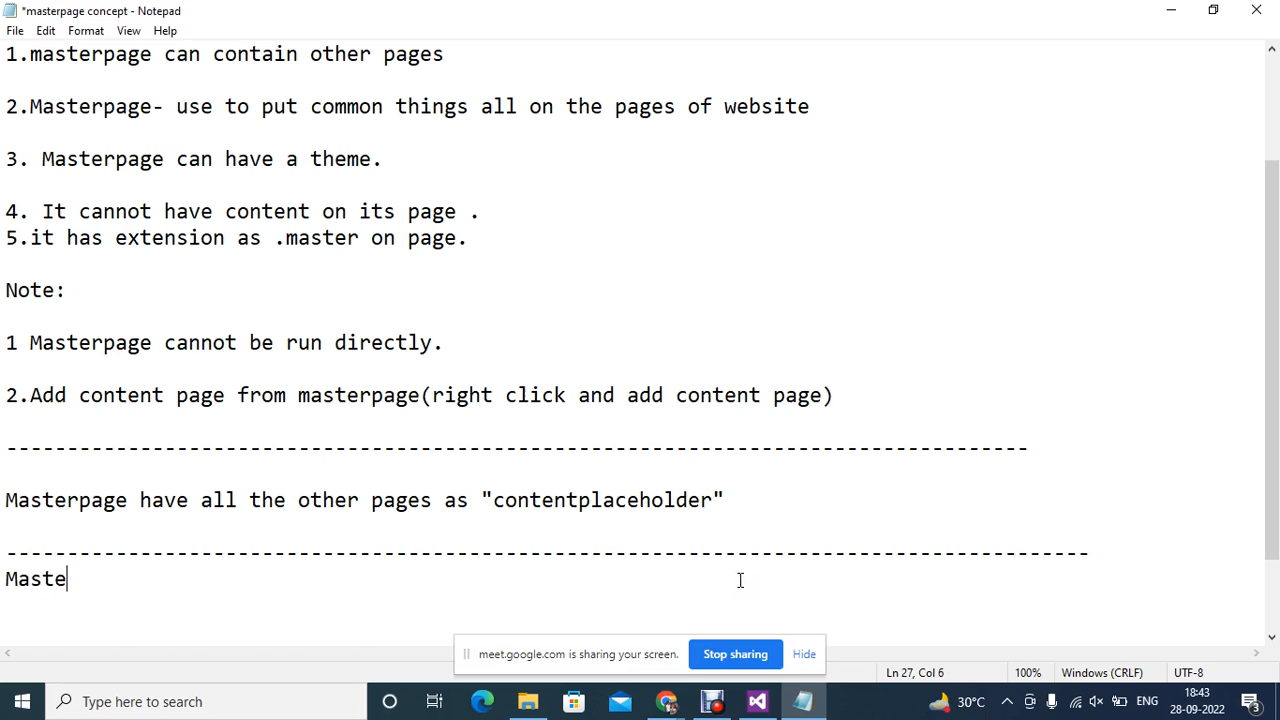 *masterpage concept - Notepad
File Edit Format View Help
1.masterpage can contain other pages
2.Masterpage- use to put common things all on the pages of website
3. Masterpage can have a theme.
4. It cannot have content on its page .
5.it has extension as .master on page.
Note:
1 Masterpage cannot be run directly.
2.Add content page from masterpage(right click and add content page)
-------------------------------------------------------------------------------------
Masterpage have all the other pages as "contentplaceholder"
------------------------------------------------------------------------------------------
Maste
meet.google.com is sharing your screen. Stop sharing Hide
Ln 27, Col 6 100% Windows (CRLF) UTF-8
Type here to search 30°C ENG 18:43 28-09-2022 3